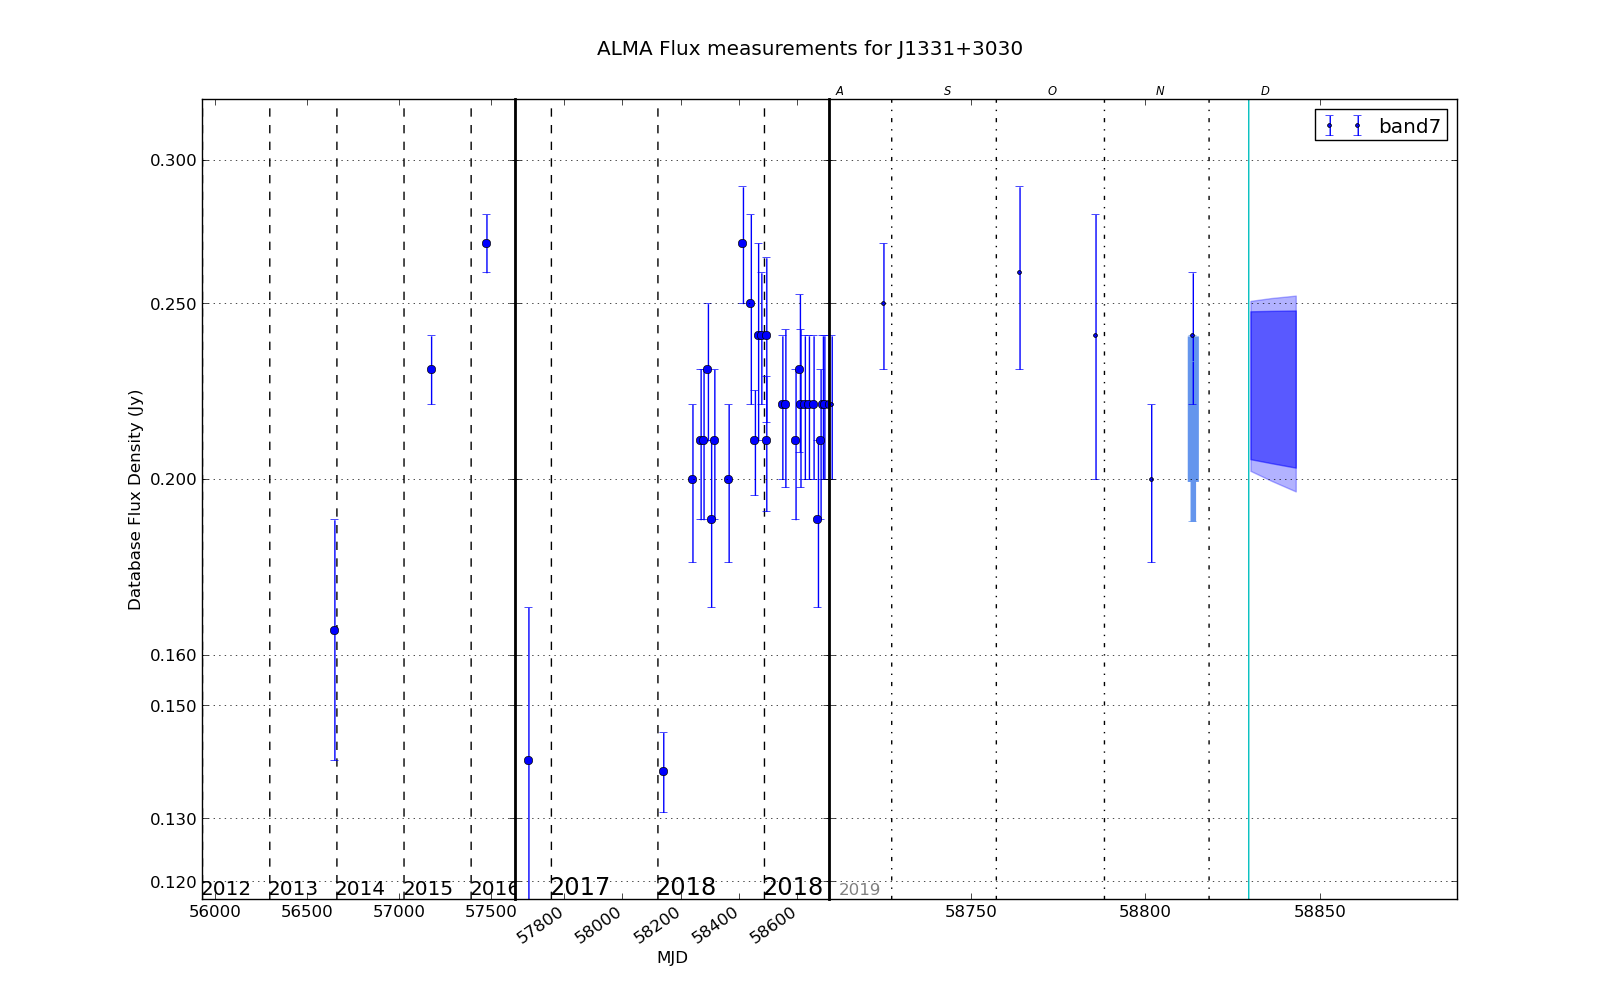 ALMA Flux measurements for J1331+3030
A S O N D
band7
0.300
0.250
0.200
0.160
0.150
0.130
0.120
Database Flux Density (Jy)
2012 2013 2014 2015 2016 2017 2018 2018 2019
56000 56500 57000 57500 57800 58000 58200 58400 58600 58750 58800 58850
MJD